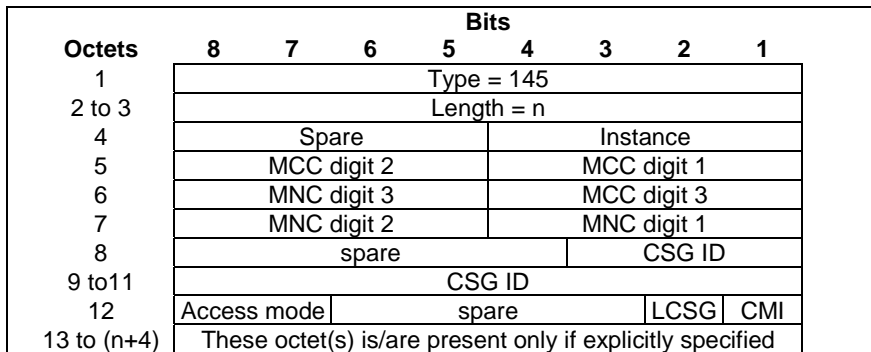 Bits
Octets 8 7 6 5 4 3 2 1
1 Type = 145
2 to 3 Length = n
4 Spare Instance
5 MCC digit 2 MCC digit 1
6 MNC digit 3 MCC digit 3
7 MNC digit 2 MNC digit 1
8 spare CSG ID
9 to11 CSG ID
12 Access mode spare LCSG CMI
13 to (n+4) These octet(s) is/are present only if explicitly specified